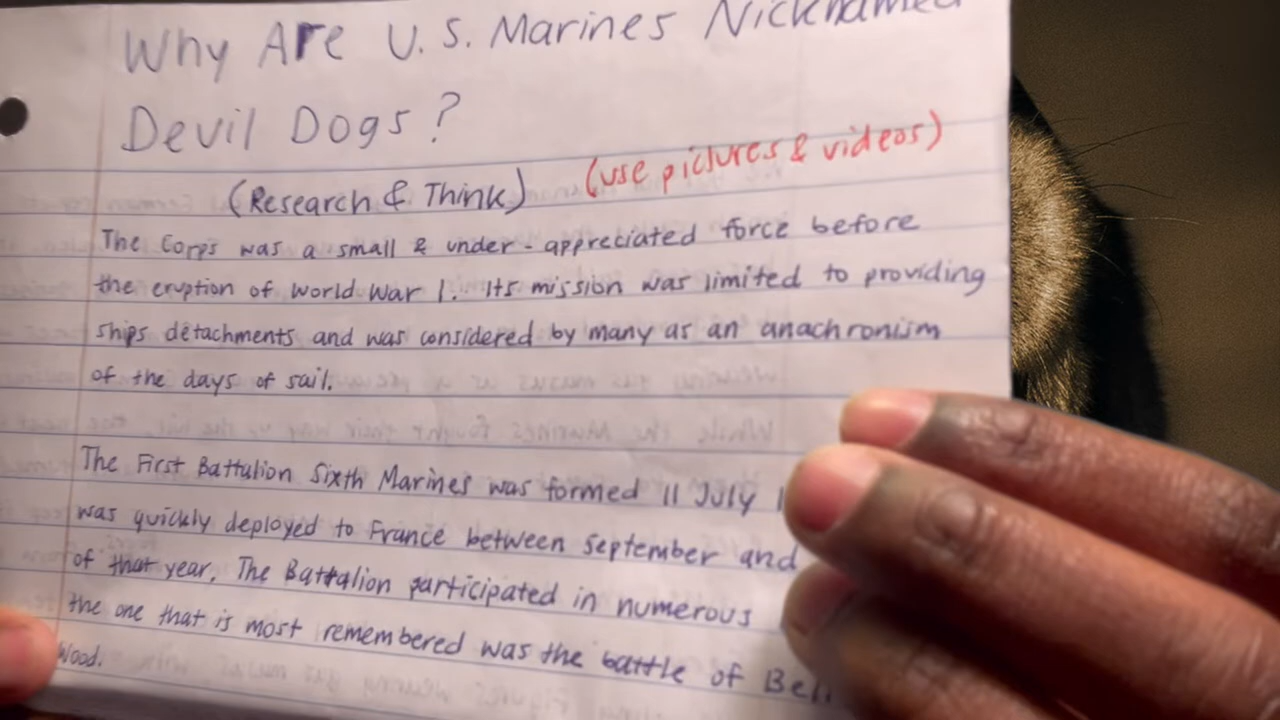 Why Are U.S. Marines Nicknamed
Devil Dogs?
(Research & Think) (use pictures & videos)
The Corps was a small & under-appreciated force before
the eruption of World War 1. Its mission was limited to providing
ships detachments and was considered by many as an anachronism
of the days of sail.
The First Battalion Sixth Marines was formed 11 July
was quickly deployed to France between September and
of that year. The Battalion participated in numerous
the one that is most remembered was the battle of
Wood.